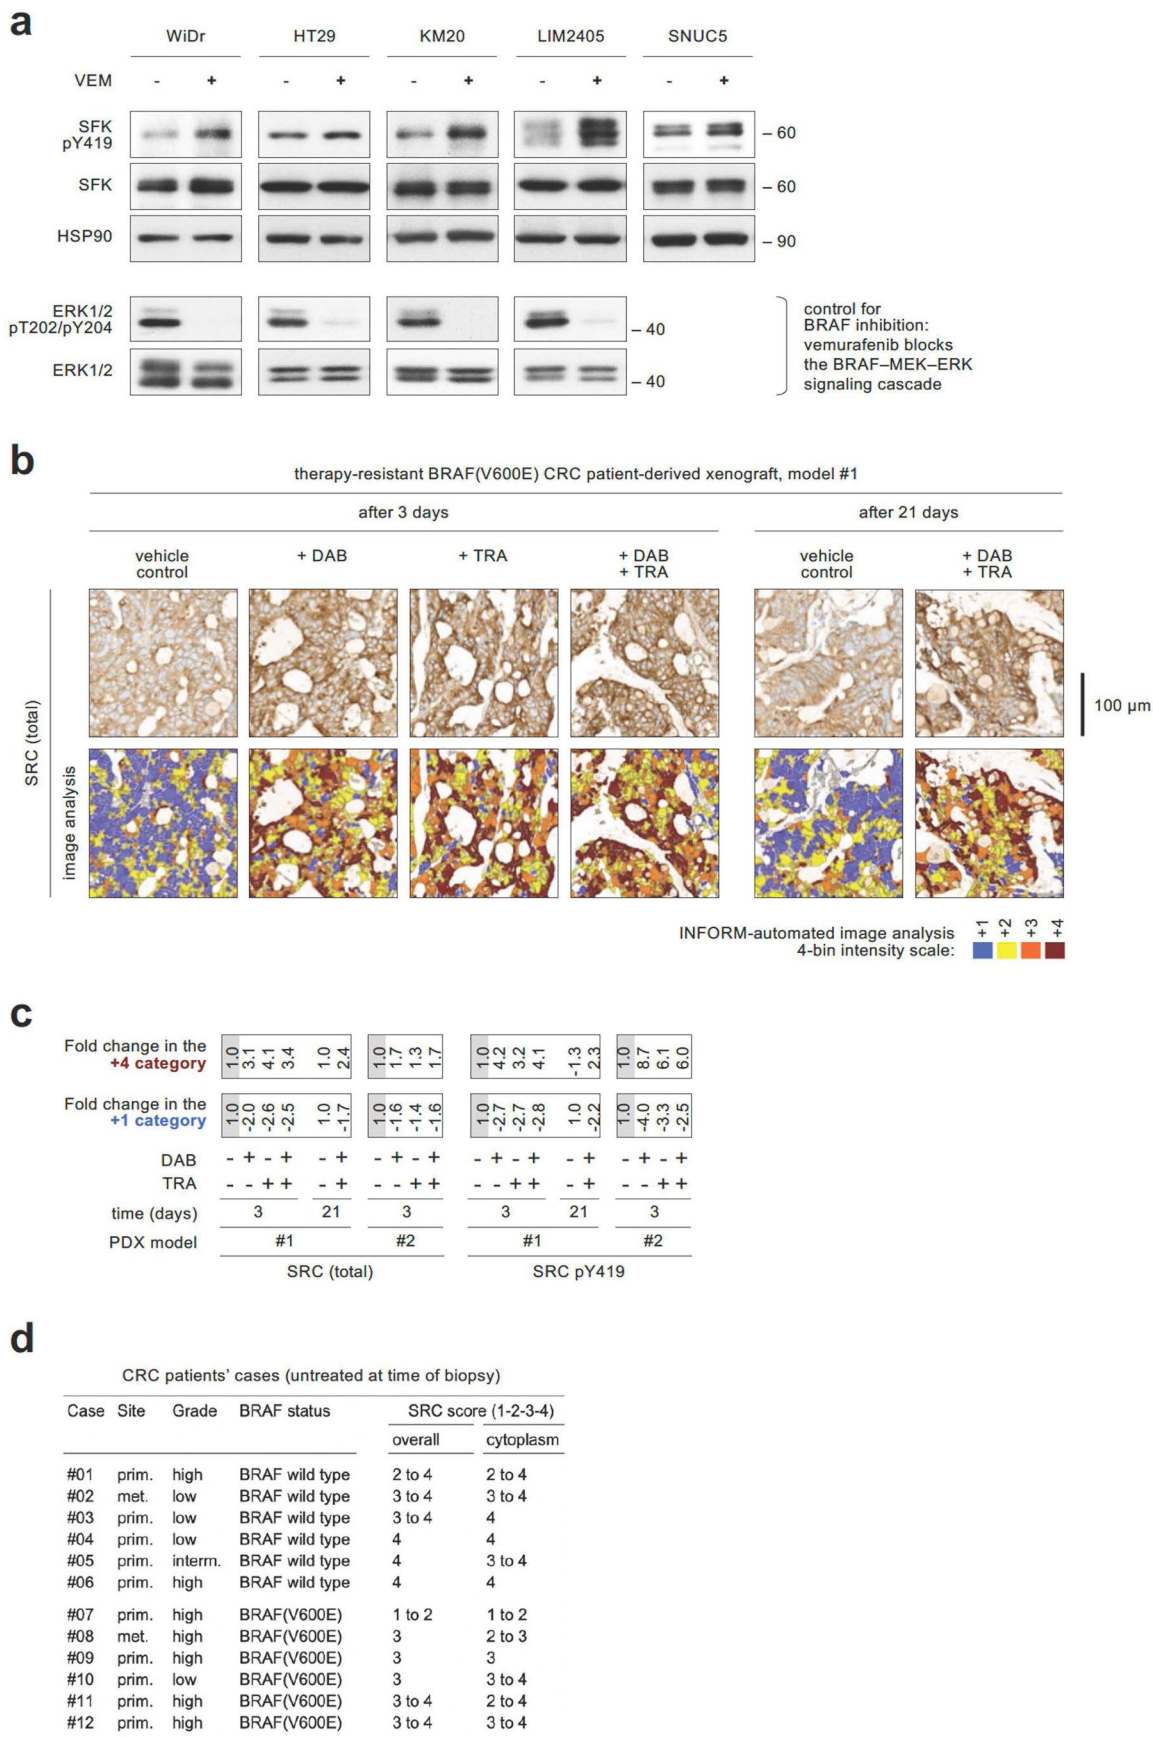 a
WiDr HT29 KM20 LIM2405 SNUC5
VEM - + - + - + - + - +
SFK
pY419
– 60
SFK
– 60
HSP90
– 90
ERK1/2
pT202/pY204
– 40
ERK1/2
– 40
control for
BRAF inhibition:
vemurafenib blocks
the BRAF–MEK–ERK
signaling cascade
b
therapy-resistant BRAF(V600E) CRC patient-derived xenograft, model #1
after 3 days after 21 days
vehicle
control
+ DAB
+ TRA
+ DAB
+ TRA
vehicle
control
+ DAB
+ TRA
SRC (total)
image analysis
100 µm
INFORM-automated image analysis
4-bin intensity scale:
+1 +2 +3 +4
c
Fold change in the
+4 category
1.0 3.1 4.1 3.4 1.0 2.4 1.0 1.7 1.3 1.7 1.0 4.2 3.2 4.1 -1.3 2.3 1.0 8.7 6.1 6.0
Fold change in the
+1 category
1.0 -2.0 -2.6 -2.5 1.0 -1.7 1.0 -1.6 -1.4 -1.6 1.0 -2.7 -2.7 -2.8 1.0 -2.2 1.0 -4.0 -3.3 -2.5
DAB - + - + - + - + - + - + - + - + - + - +
TRA - - + + - + - - + + - - + + - + - - + +
time (days) 3 21 3 3 21 3
PDX model #1 #2 #1 #2
SRC (total) SRC pY419
d
CRC patients' cases (untreated at time of biopsy)
Case Site Grade BRAF status SRC score (1-2-3-4)
overall cytoplasm
#01 prim. high BRAF wild type 2 to 4 2 to 4
#02 met. low BRAF wild type 3 to 4 3 to 4
#03 prim. low BRAF wild type 3 to 4 4
#04 prim. low BRAF wild type 4 4
#05 prim. interm. BRAF wild type 4 3 to 4
#06 prim. high BRAF wild type 4 4
#07 prim. high BRAF(V600E) 1 to 2 1 to 2
#08 met. high BRAF(V600E) 3 2 to 3
#09 prim. high BRAF(V600E) 3 3
#10 prim. low BRAF(V600E) 3 3 to 4
#11 prim. high BRAF(V600E) 3 to 4 2 to 4
#12 prim. high BRAF(V600E) 3 to 4 3 to 4